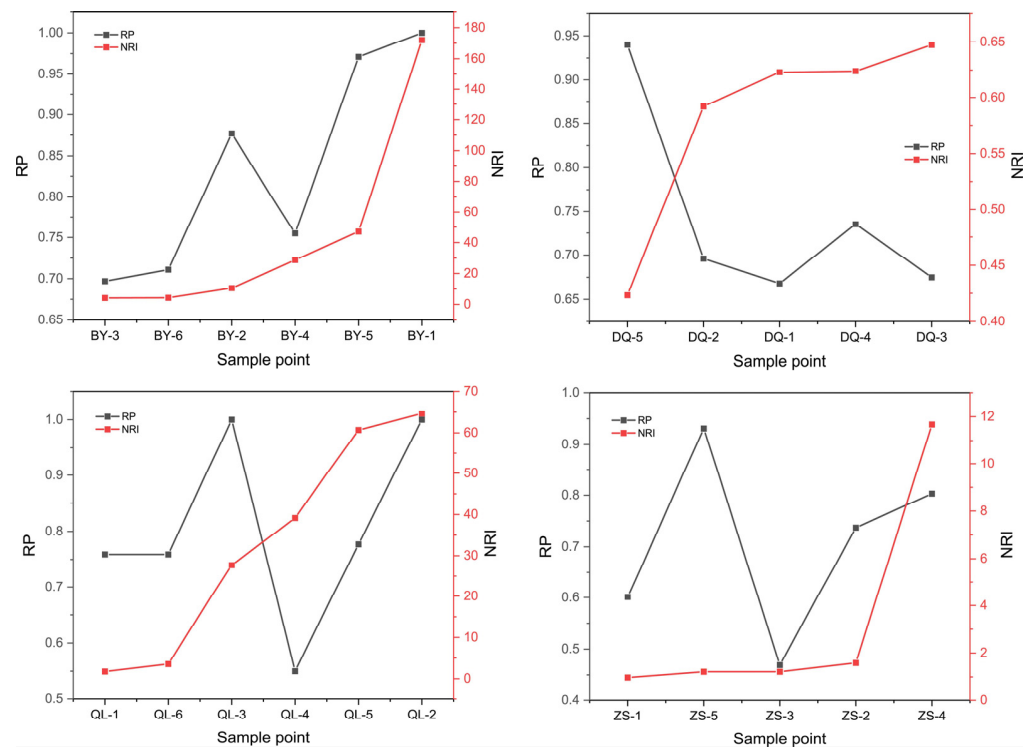 1.00
0.95
0.90
0.85
0.80
0.75
0.70
0.65
RP
RP
NRI
180
160
140
120
100
80
60
40
20
0
NRI
BY-3 BY-6 BY-2 BY-4 BY-5 BY-1
Sample point
0.95
0.90
0.85
0.80
0.75
0.70
0.65
RP
RP
NRI
0.65
0.60
0.55
0.50
0.45
0.40
NRI
DQ-5 DQ-2 DQ-1 DQ-4 DQ-3
Sample point
1.0
0.9
0.8
0.7
0.6
0.5
RP
RP
NRI
70
60
50
40
30
20
10
0
NRI
QL-1 QL-6 QL-3 QL-4 QL-5 QL-2
Sample point
1.0
0.9
0.8
0.7
0.6
0.5
0.4
RP
RP
NRI
12
10
8
6
4
2
0
NRI
ZS-1 ZS-5 ZS-3 ZS-2 ZS-4
Sample point